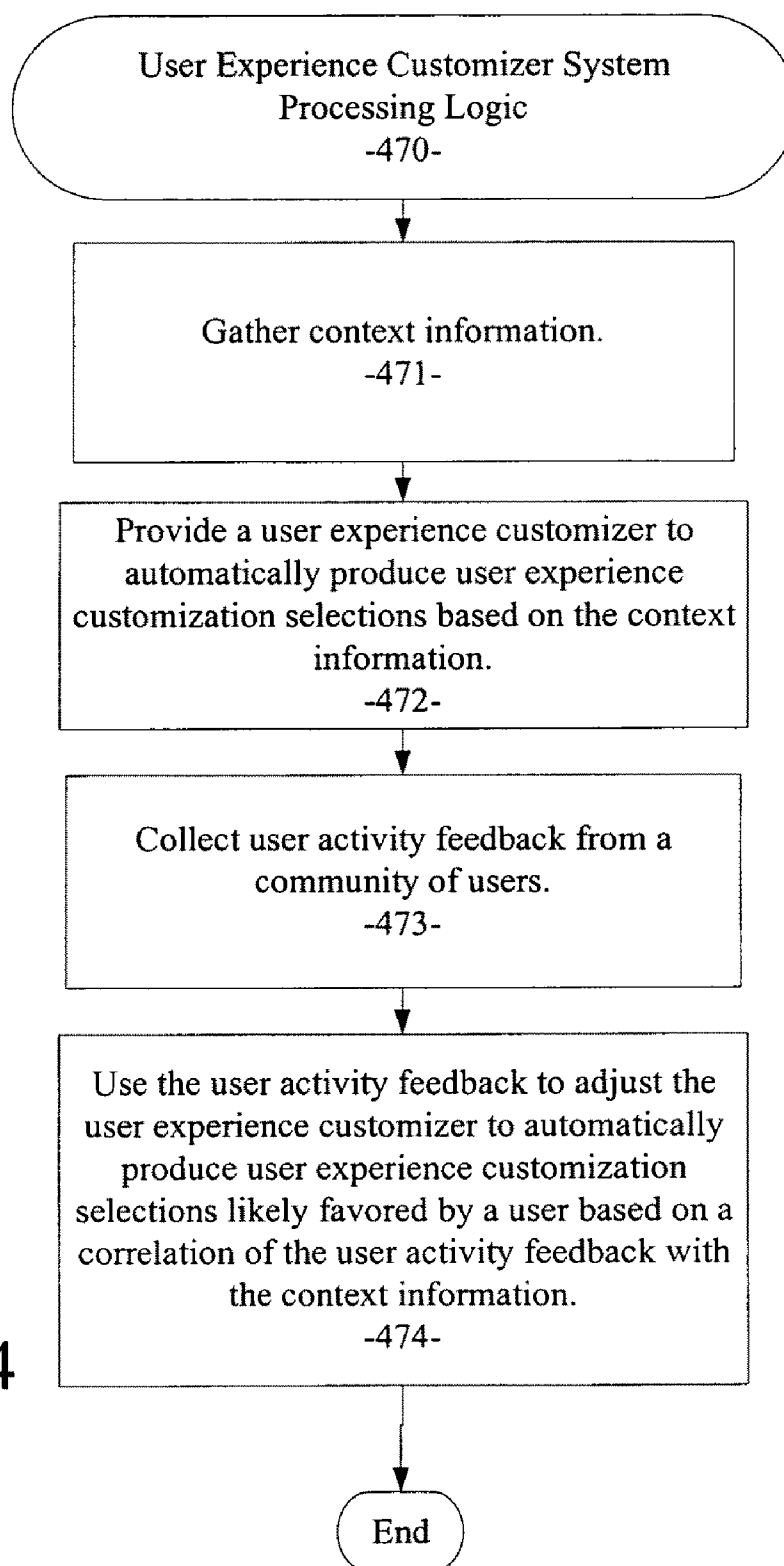 User Experience Customizer System
Processing Logic
-470-
Gather context information.
-471-
Provide a user experience customizer to
automatically produce user experience
customization selections based on the context
information.
-472-
Collect user activity feedback from a
community of users.
-473-
Use the user activity feedback to adjust the
user experience customizer to automatically
produce user experience customization
selections likely favored by a user based on a
correlation of the user activity feedback with
the context information.
-474-
4
End